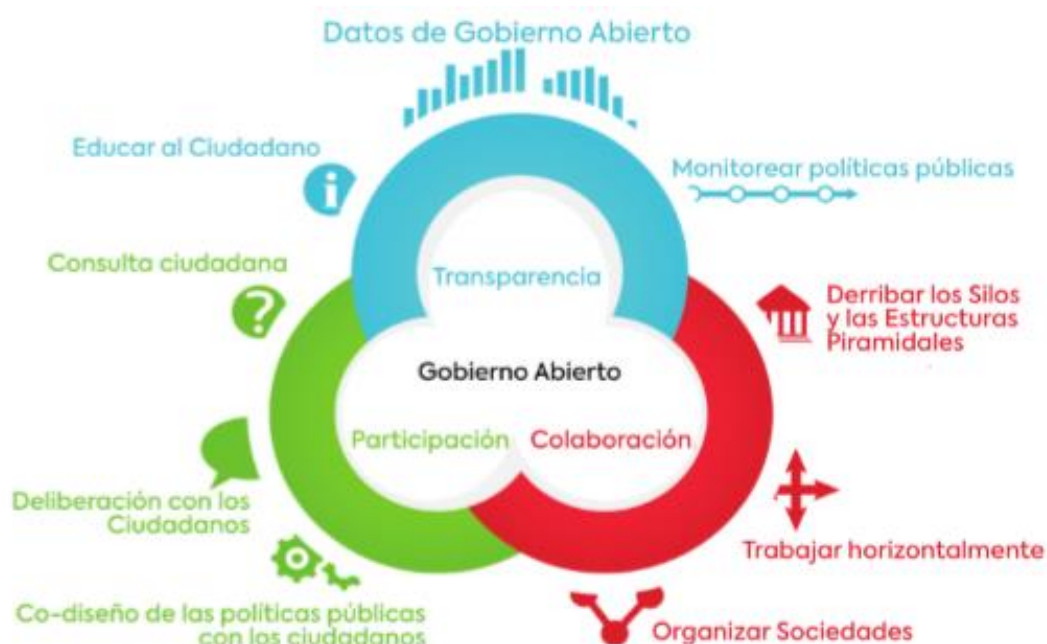 Datos de Gobierno Abierto
Educar al Ciudadano
Monitorear políticas públicas
Consulta ciudadana
Transparencia
Derribar los Silos
y las Estructuras
Piramidales
Gobierno Abierto
Participación
Colaboración
Deliberación con los
Ciudadanos
Trabajar horizontalmente
Co-diseño de las políticas públicas
con los ciudadanos
Organizar Sociedades